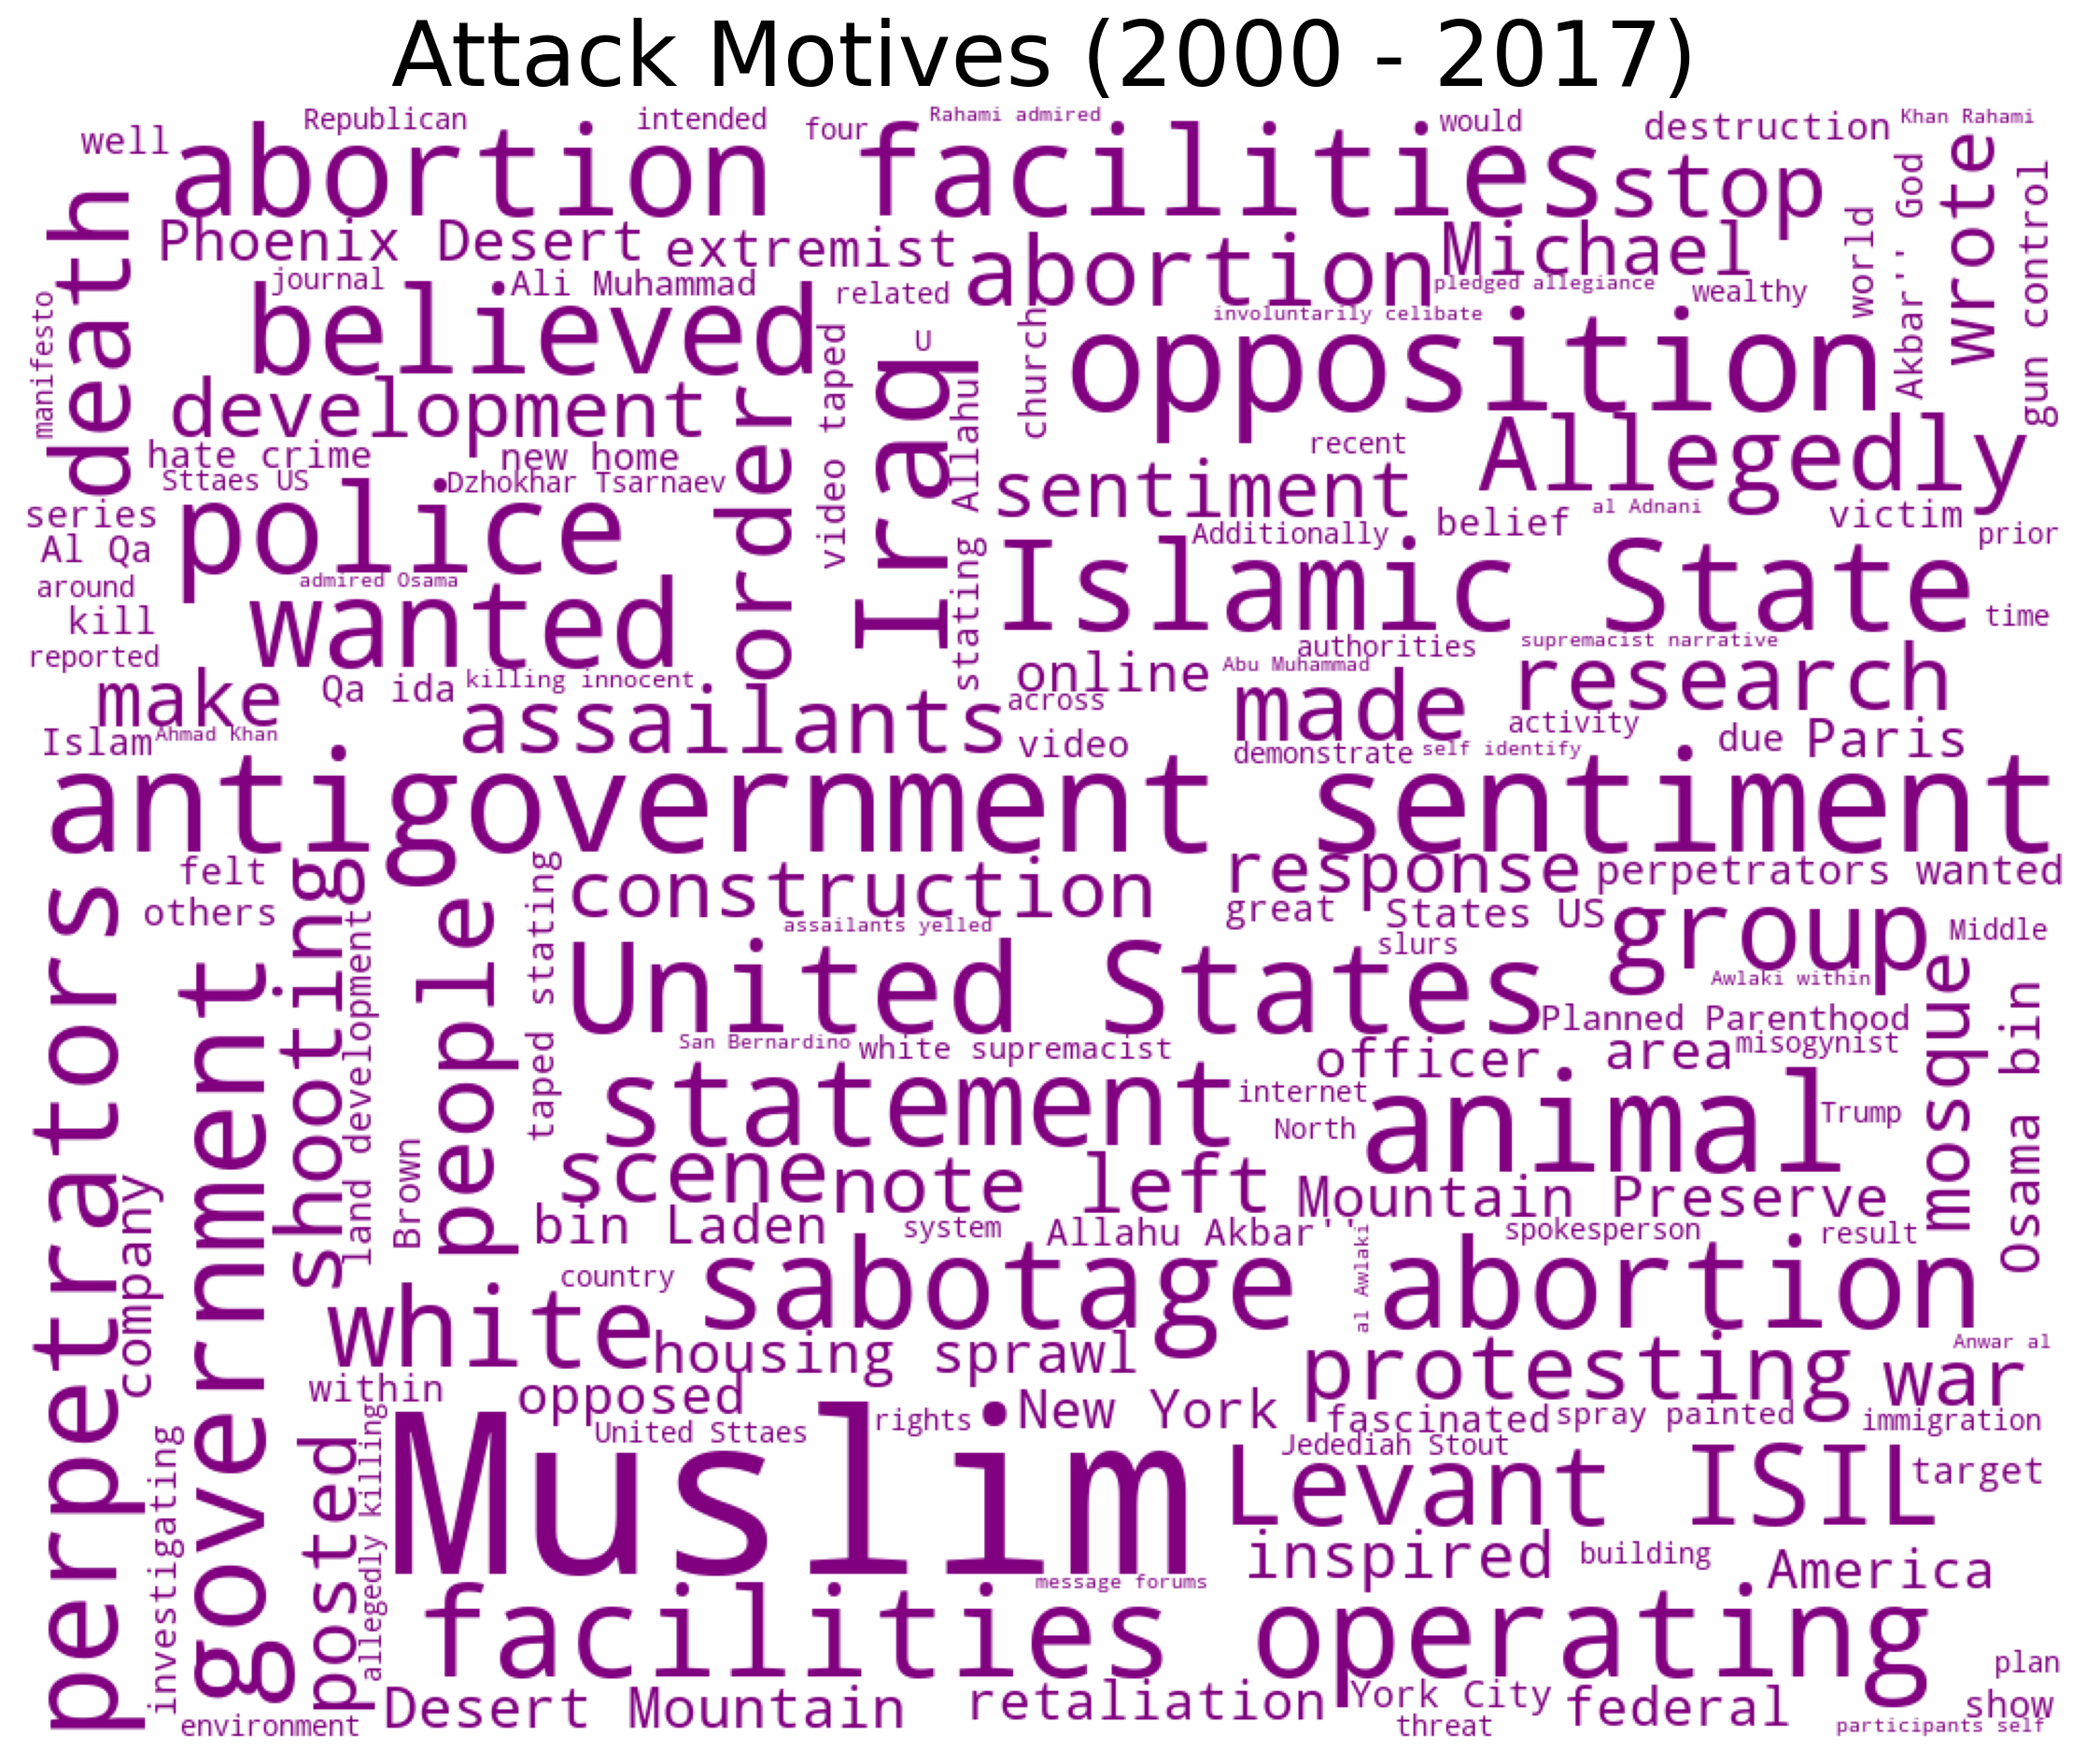 Attack Motives (2000 - 2017)
well
Republican
intended
four
Rahami admired
would
destruction
Khan Rahami
abortion facilities
stop
wrote
death
Phoenix Desert
extremist
abortion
Michael
world
Akbar'' God
gun control
journal
Ali Muhammad
related
pledged allegiance
wealthy
manifesto
believed
involuntarily celibate
church
U
video taped
Iraq
opposition
development
order
stating Allahu
Allegedly
hate crime
new home
recent
Sttaes US
Dzhokhar Tsarnaev
sentiment
series
police
al Adnani
victim
Al Qa
Additionally
belief
prior
around
admired Osama
Islamic State
kill
wanted
time
reported
authorities
supremacist narrative
make
Qa ida
killing innocent
online
Abu Muhammad
made
research
assailants
across
activity
Islam
Ahmad Khan
video
demonstrate
self identify
due
Paris
antigovernment sentiment
felt
construction
response
perpetrators wanted
others
shooting
people
taped stating
assailants yelled
great
States US
group
Middle
perpetrators
government
land development
United States
slurs
Awlaki within
mosque
Osama bin
Planned Parenthood
San Bernardino
white supremacist
officer
area
misogynist
statement
internet
animal
North
Trump
Brown
company
scene
note left
Mountain Preserve
bin Laden
system
Allahu Akbar''
al Awlaki
spokesperson
result
country
sabotage
abortion
white
housing sprawl
protesting
war
Anwar al
within
opposed
New York
fascinated
spray painted
immigration
United Sttaes
rights
Jedediah Stout
investigating
posted
allegedly killing
Muslim
Levant ISIL
target
inspired
building
America
message forums
facilities operating
plan
Desert Mountain
retaliation
York City
federal
show
environment
threat
participants self